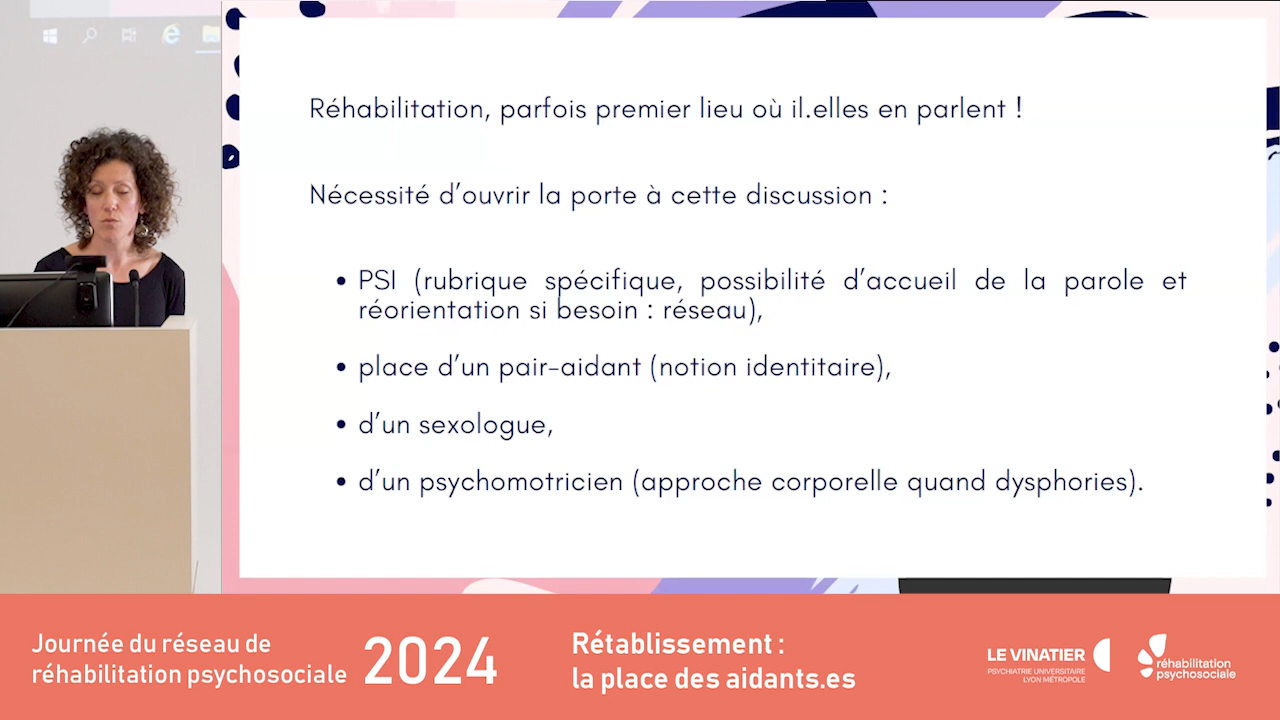 Réhabilitation, parfois premier lieu où il.elles en parlent !
Nécessité d'ouvrir la porte à cette discussion :
• PSI (rubrique spécifique, possibilité d'accueil de la parole et
réorientation si besoin : réseau),
• place d'un pair-aidant (notion identitaire),
• d'un sexologue,
• d'un psychomotricien (approche corporelle quand dysphories).
Journée du réseau de
réhabilitation psychosociale
2024
Rétablissement :
la place des aidants.es
LE VINATIER
PSYCHIATRIE UNIVERSITAIRE
LYON MÉTROPOLE
réhabilitation
psychosociale